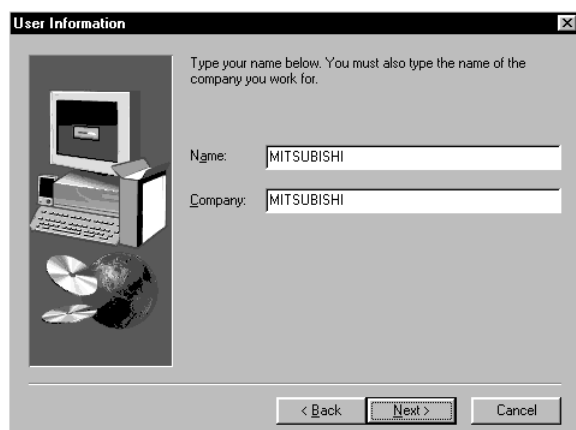 User Information
Type your name below. You must also type the name of the
company you work for.
Name: MITSUBISHI
Company: MITSUBISHI
< Back Next > Cancel